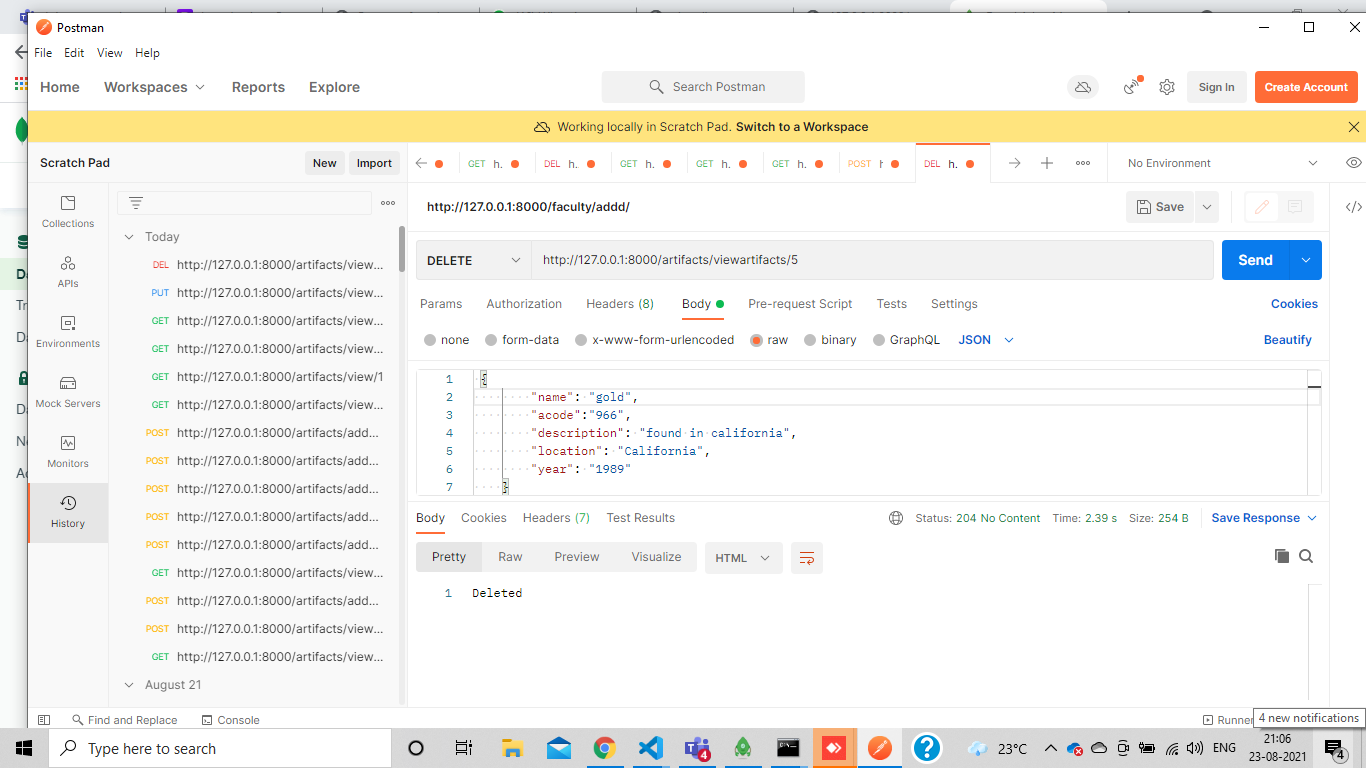 Postman
File Edit View Help
Home Workspaces Reports Explore Search Postman Sign In Create Account
Working locally in Scratch Pad. Switch to a Workspace
Scratch Pad New Import
GET h. DEL h. GET h. GET h. GET h. POST DEL h. No Environment
Collections
APIs
Environments
Mock Servers
Monitors
History
Today
DEL http://127.0.0.1:8000/artifacts/view...
PUT http://127.0.0.1:8000/artifacts/view...
GET http://127.0.0.1:8000/artifacts/view...
GET http://127.0.0.1:8000/artifacts/view...
GET http://127.0.0.1:8000/artifacts/view/1
GET http://127.0.0.1:8000/artifacts/view...
POST http://127.0.0.1:8000/artifacts/add...
POST http://127.0.0.1:8000/artifacts/add...
POST http://127.0.0.1:8000/artifacts/add...
POST http://127.0.0.1:8000/artifacts/add...
POST http://127.0.0.1:8000/artifacts/add...
GET http://127.0.0.1:8000/artifacts/view...
POST http://127.0.0.1:8000/artifacts/add...
POST http://127.0.0.1:8000/artifacts/view...
GET http://127.0.0.1:8000/artifacts/view...
August 21
http://127.0.0.1:8000/faculty/addd/ Save
DELETE http://127.0.0.1:8000/artifacts/viewartifacts/5 Send
Params Authorization Headers (8) Body Pre-request Script Tests Settings Cookies
none form-data x-www-form-urlencoded raw binary GraphQL JSON Beautify
1 {
2 "name": "gold",
3 "acode":"966",
4 "description": "found in california",
5 "location": "California",
6 "year": "1989"
7 }
Body Cookies Headers (7) Test Results Status: 204 No Content Time: 2.39 s Size: 254 B Save Response
Pretty Raw Preview Visualize HTML
1 Deleted
Find and Replace Console Runner
4 new notifications
Type here to search 4 23°C ENG 21:06
23-08-2021 4